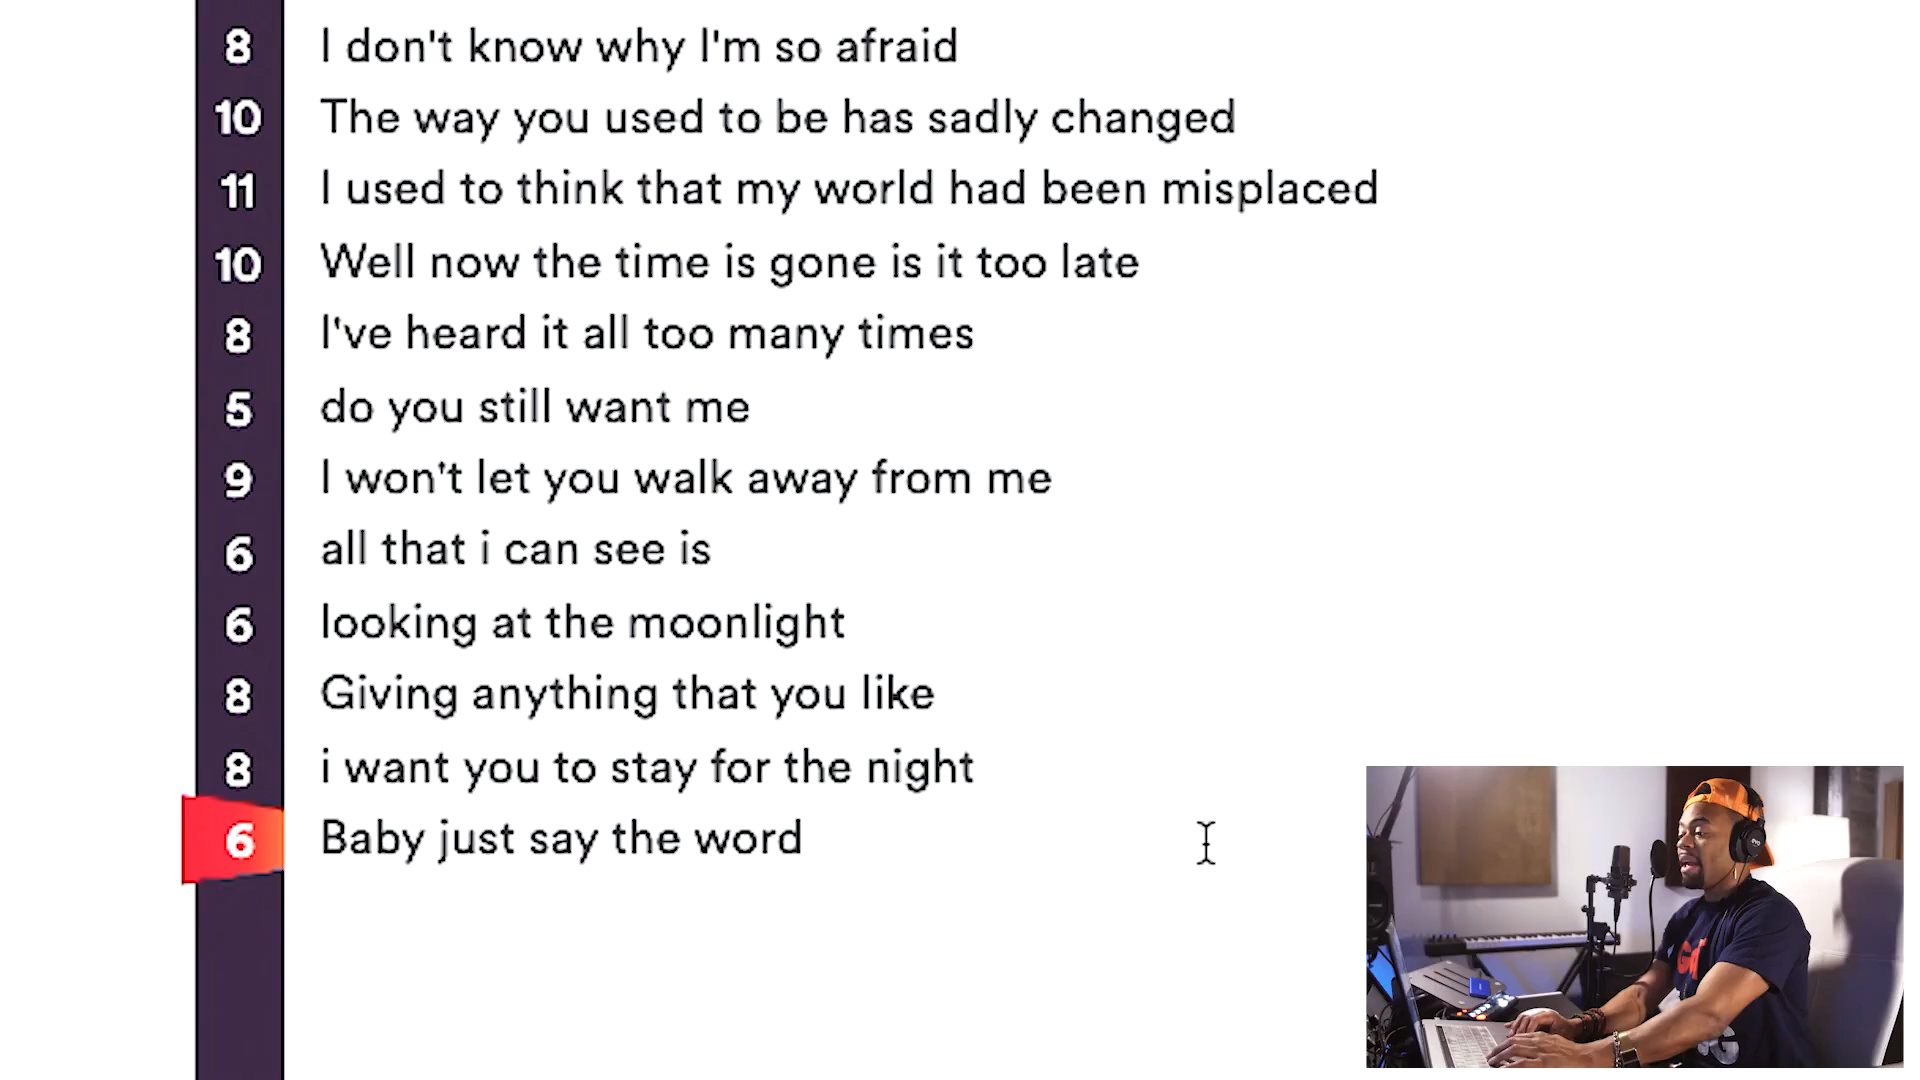 8 I don't know why I'm so afraid
10 The way you used to be has sadly changed
11 I used to think that my world had been misplaced
10 Well now the time is gone is it too late
8 I've heard it all too many times
5 do you still want me
9 I won't let you walk away from me
6 all that i can see is
6 looking at the moonlight
8 Giving anything that you like
8 i want you to stay for the night
6 Baby just say the word